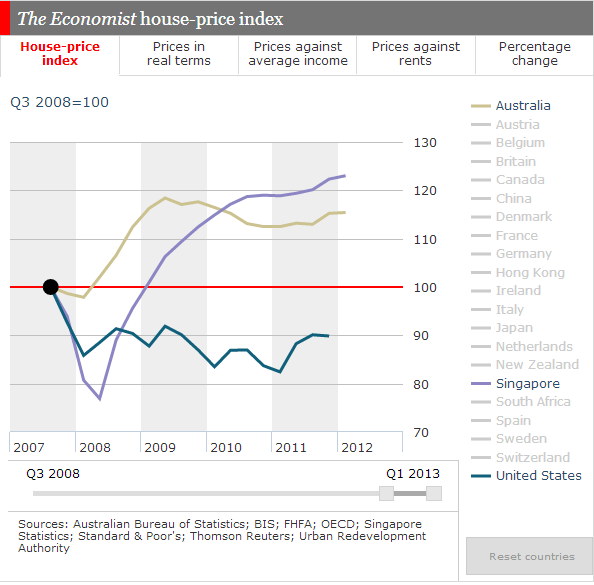 The Economist house-price index
House-price
index
Prices in
real terms
Prices against
average income
Prices against
rents
Percentage
change
Q3 2008=100
130
120
110
100
90
80
70
2007
2008
2009
2010
2011
2012
Australia
Austria
Belgium
Britain
Canada
China
Denmark
France
Germany
Hong Kong
Ireland
Italy
Japan
Netherlands
New Zealand
Singapore
South Africa
Spain
Sweden
Switzerland
United States
Q3 2008
Q1 2013
Sources: Australian Bureau of Statistics; BIS; FHFA; OECD; Singapore
Statistics; Standard & Poor's; Thomson Reuters; Urban Redevelopment
Authority
Reset countries